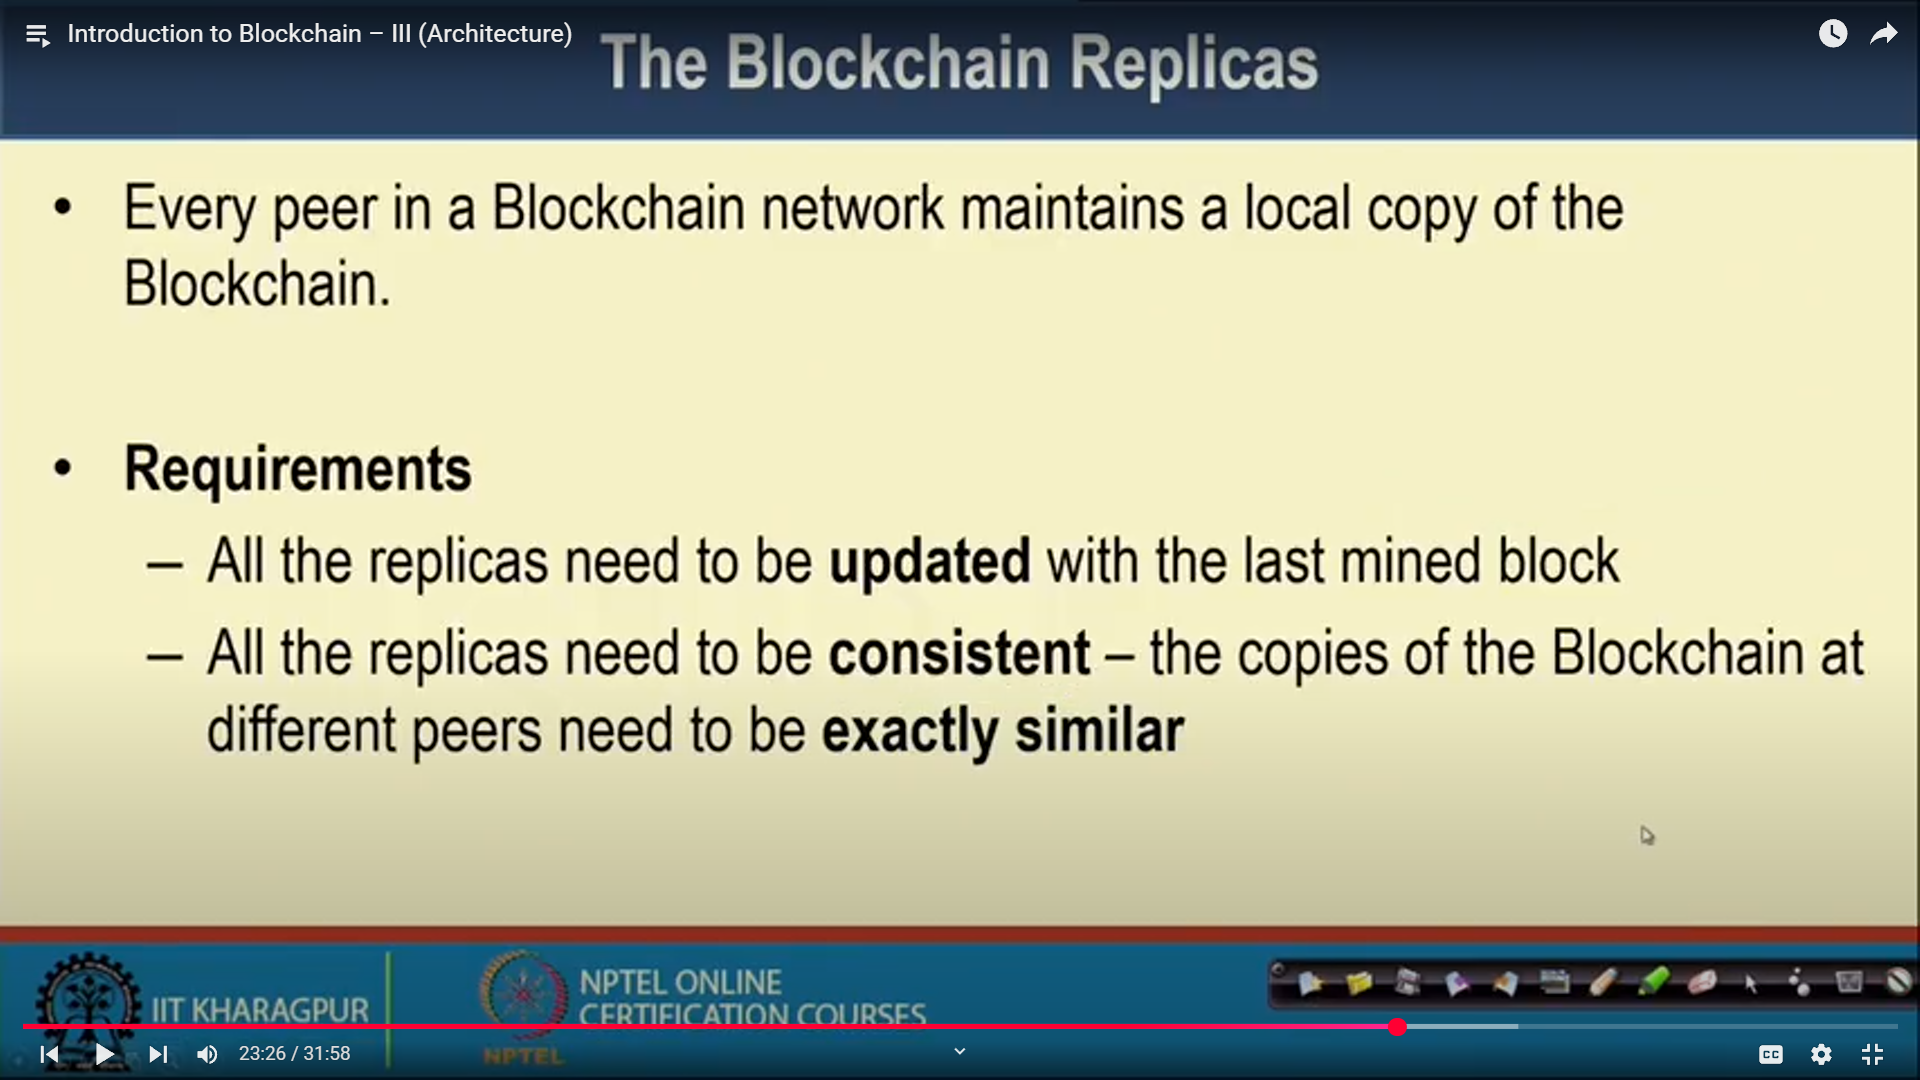 Introduction to Blockchain – III (Architecture)
The Blockchain Replicas
• Every peer in a Blockchain network maintains a local copy of the
Blockchain.
• Requirements
– All the replicas need to be updated with the last mined block
– All the replicas need to be consistent – the copies of the Blockchain at
different peers need to be exactly similar
IIT KHARAGPUR
NPTEL ONLINE
CERTIFICATION COURSES
NPTEL
23:26 / 31:58
CC